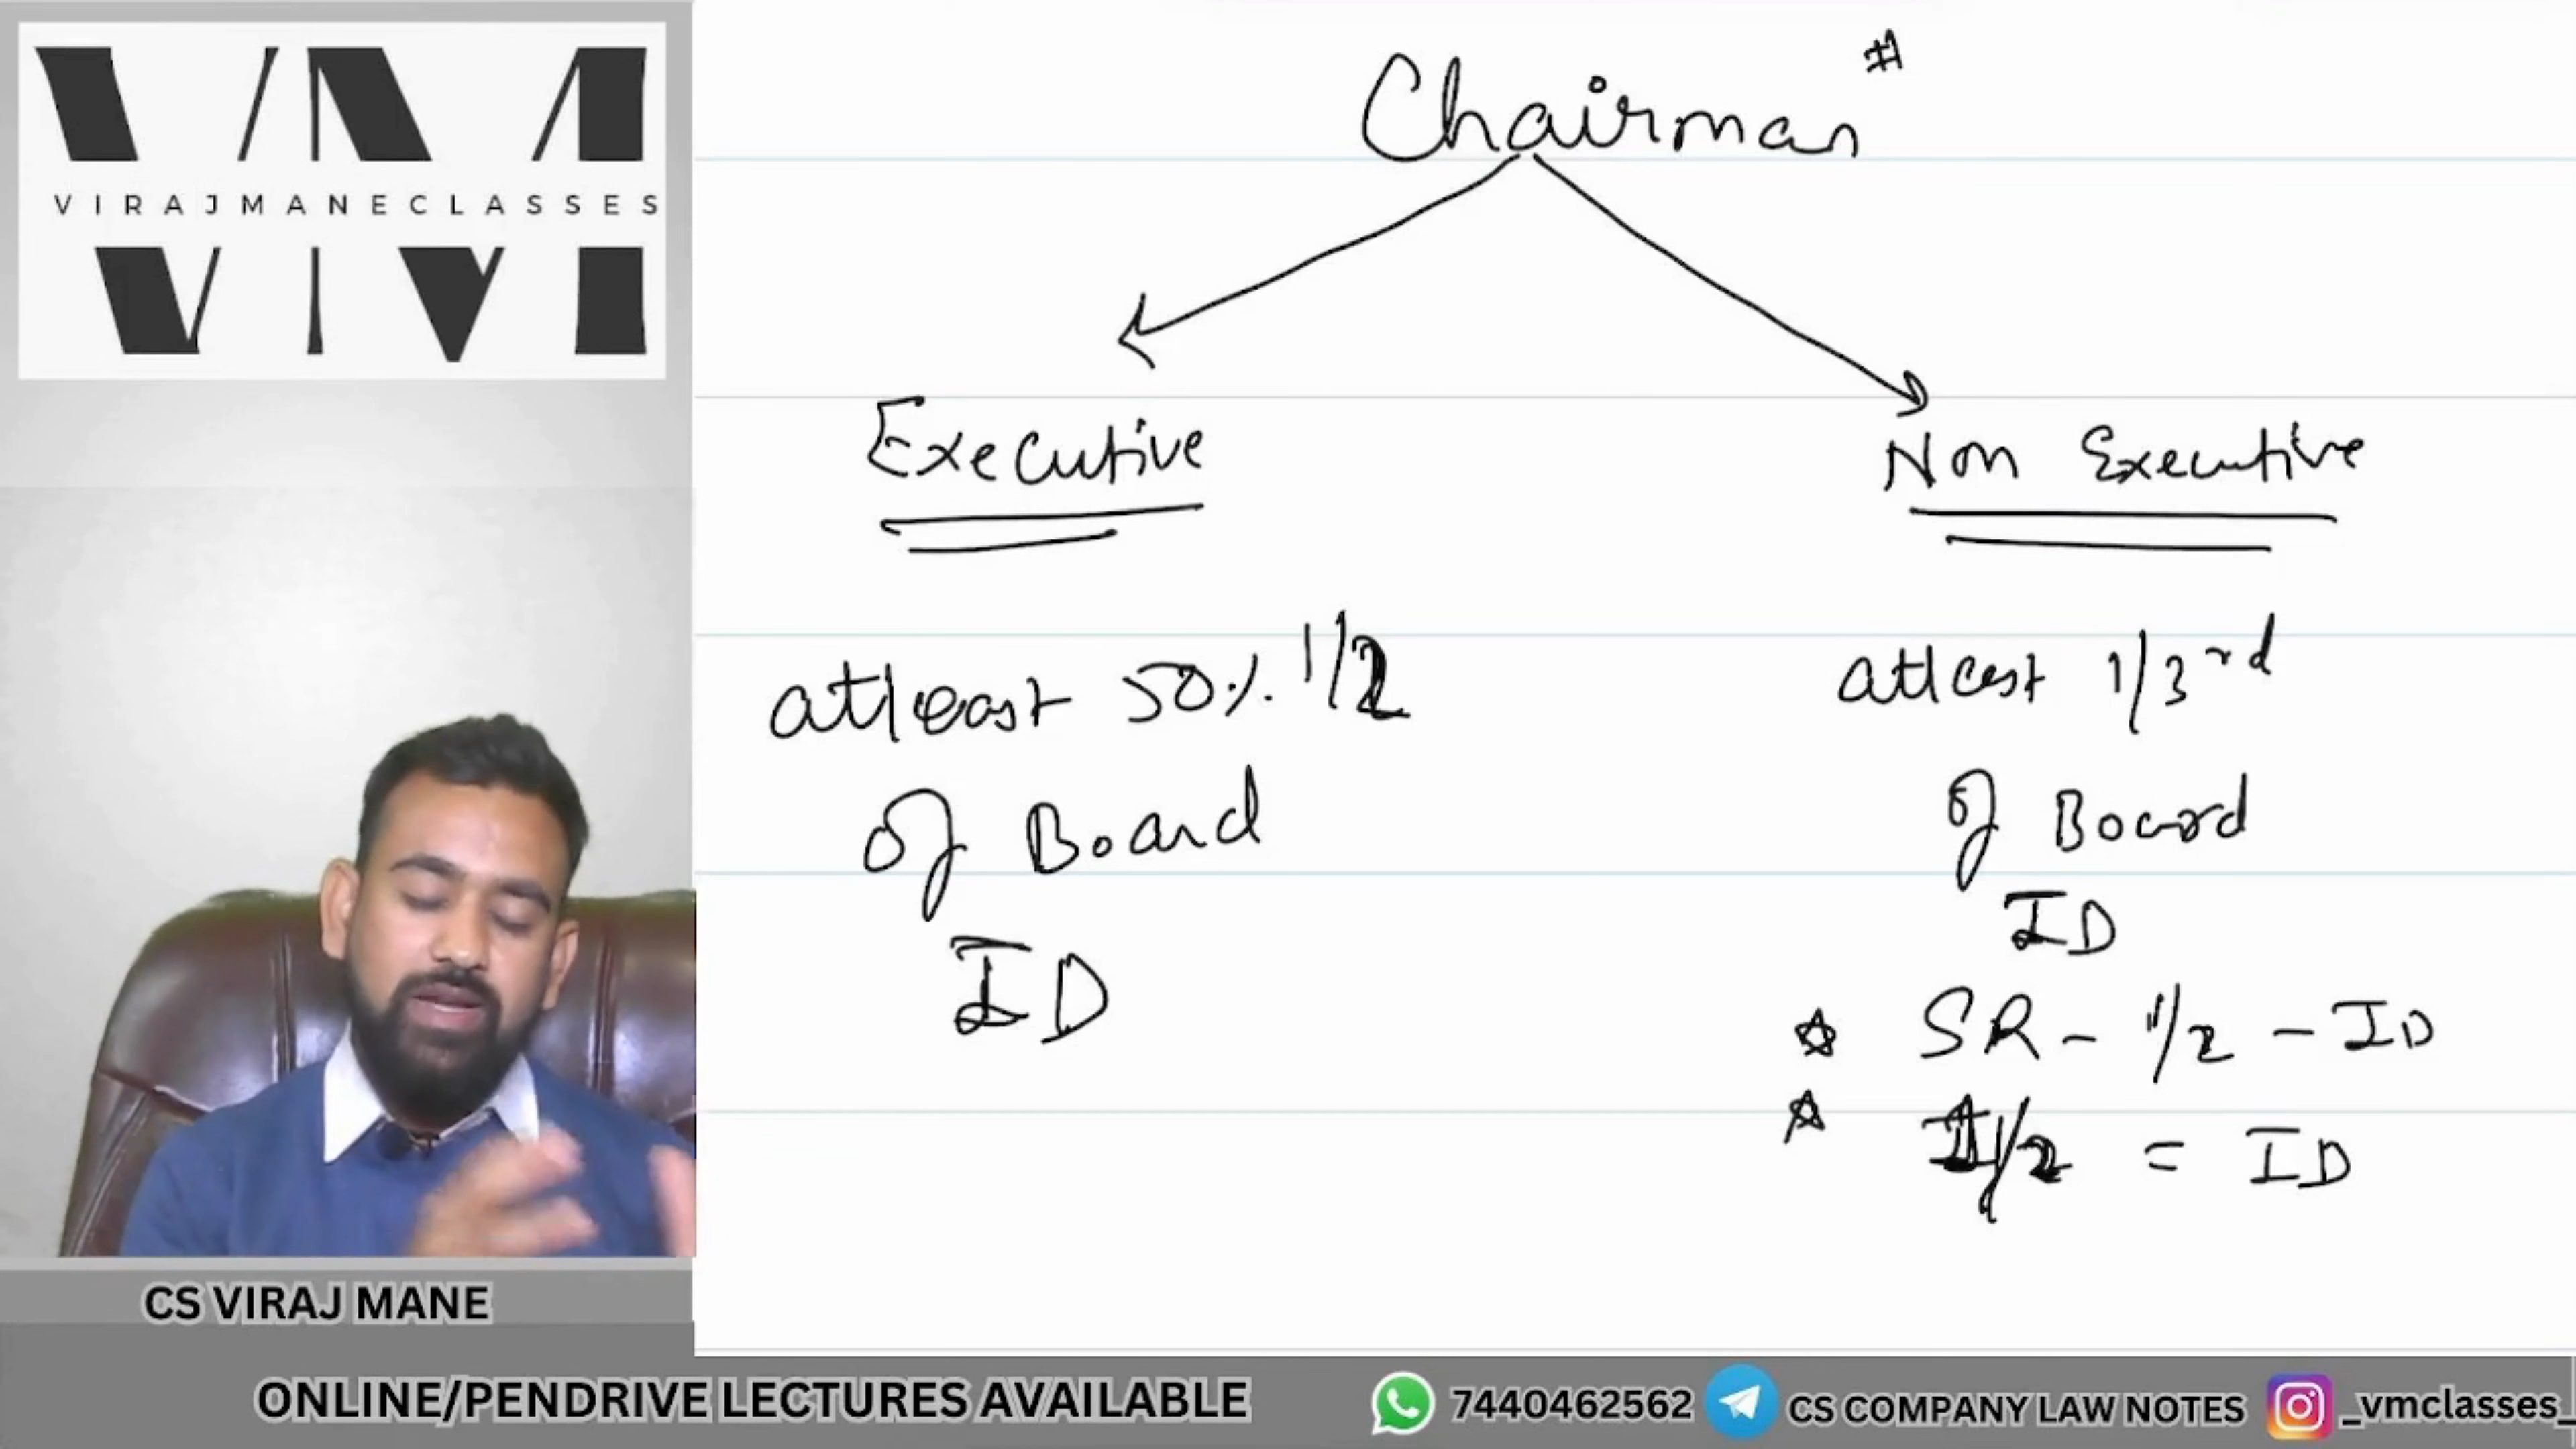 VIRAJMANECLASSES
Chairman #
Executive
atleast 50% 1/2
of Board
ID
Non Executive
atleast 1/3rd
of Board
ID
☆ SR - 1/2 - ID
☆ 1/2 = ID
CS VIRAJ MANE
ONLINE/PENDRIVE LECTURES AVAILABLE
7440462562
CS COMPANY LAW NOTES
_vmclasses_